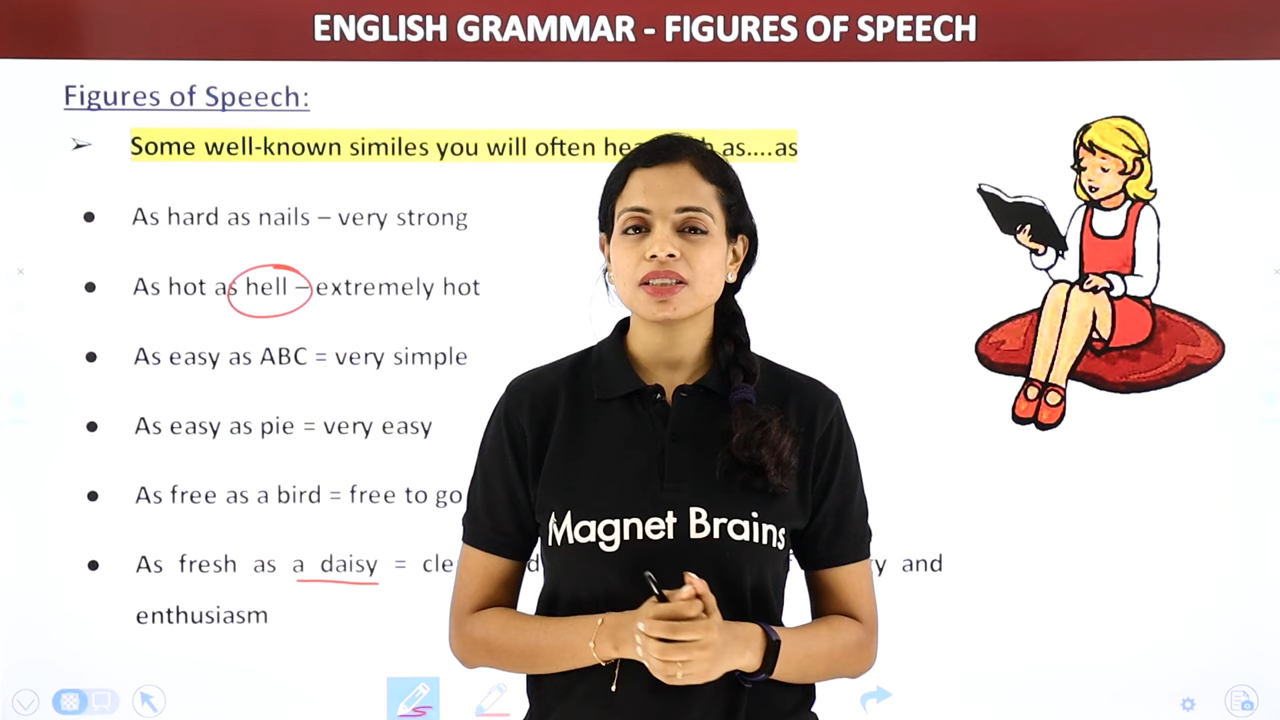 ENGLISH GRAMMAR - FIGURES OF SPEECH
Figures of Speech:
Some well-known similes you will often as....as
As hard as nails – very strong
As hot as hell – extremely hot
As easy as ABC = very simple
As easy as pie = very easy
As free as a bird = free to go
As fresh as a daisy = and
enthusiasm
Magnet Brains